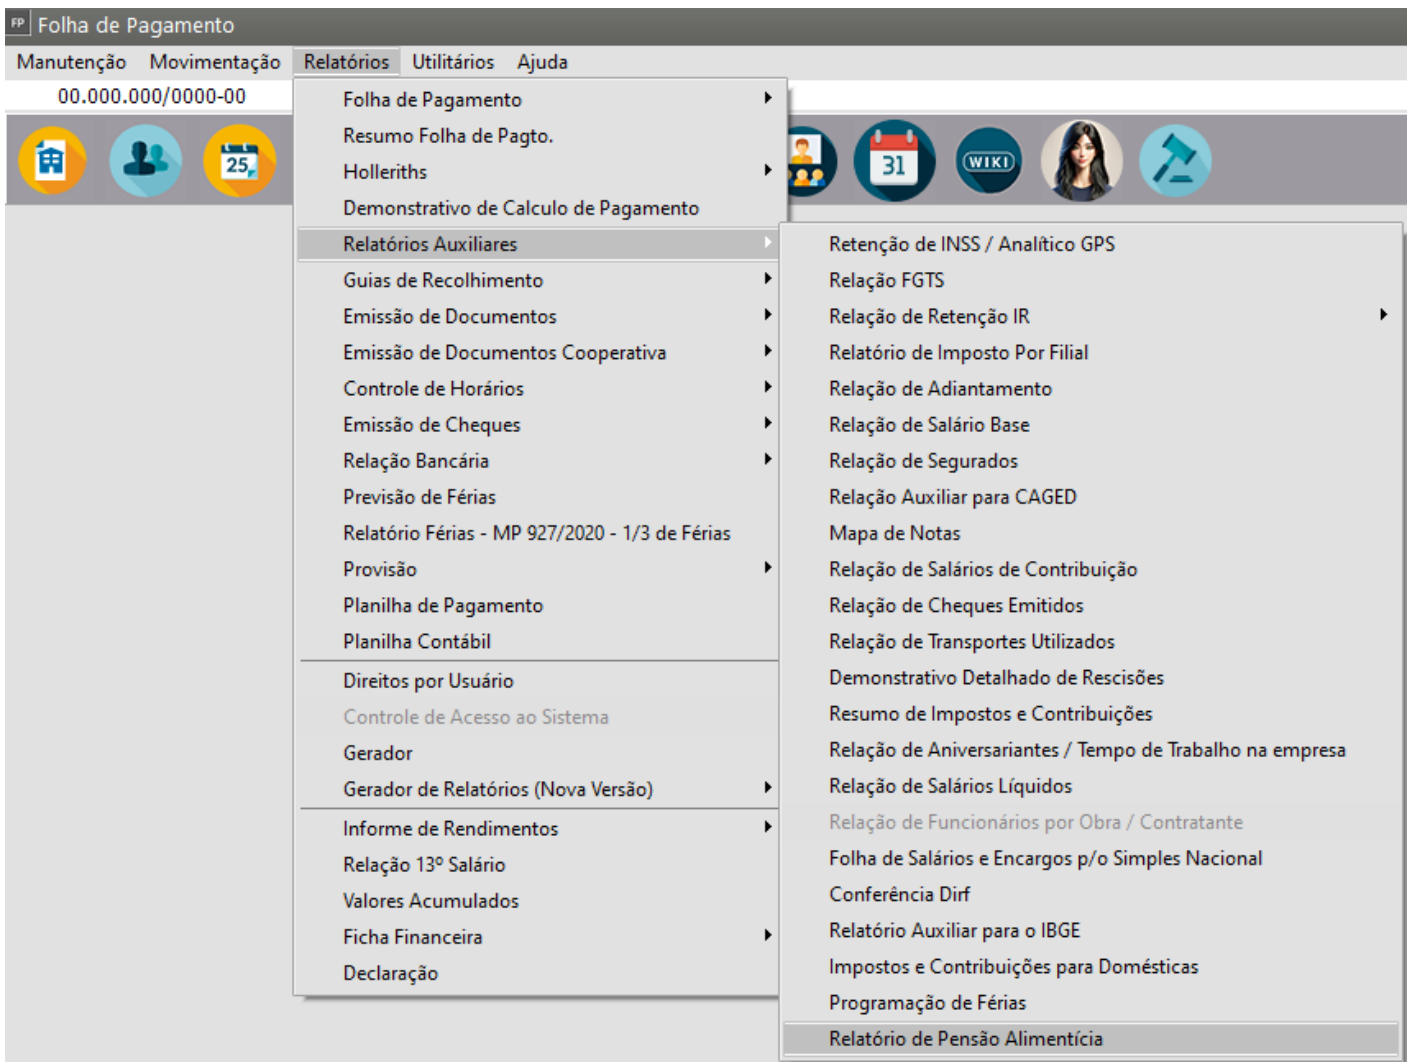 FP Folha de Pagamento
Manutenção Movimentação Relatórios Utilitários Ajuda
00.000.000/0000-00
25
31
WIKI
Folha de Pagamento
Resumo Folha de Pagto.
Holleriths
Demonstrativo de Calculo de Pagamento
Relatórios Auxiliares
Guias de Recolhimento
Emissão de Documentos
Emissão de Documentos Cooperativa
Controle de Horários
Emissão de Cheques
Relação Bancária
Previsão de Férias
Relatório Férias - MP 927/2020 - 1/3 de Férias
Provisão
Planilha de Pagamento
Planilha Contábil
Direitos por Usuário
Controle de Acesso ao Sistema
Gerador
Gerador de Relatórios (Nova Versão)
Informe de Rendimentos
Relação 13º Salário
Valores Acumulados
Ficha Financeira
Declaração
Retenção de INSS / Analítico GPS
Relação FGTS
Relação de Retenção IR
Relatório de Imposto Por Filial
Relação de Adiantamento
Relação de Salário Base
Relação de Segurados
Relação Auxiliar para CAGED
Mapa de Notas
Relação de Salários de Contribuição
Relação de Cheques Emitidos
Relação de Transportes Utilizados
Demonstrativo Detalhado de Rescisões
Resumo de Impostos e Contribuições
Relação de Aniversariantes / Tempo de Trabalho na empresa
Relação de Salários Líquidos
Relação de Funcionários por Obra / Contratante
Folha de Salários e Encargos p/o Simples Nacional
Conferência Dirf
Relatório Auxiliar para o IBGE
Impostos e Contribuições para Domésticas
Programação de Férias
Relatório de Pensão Alimentícia